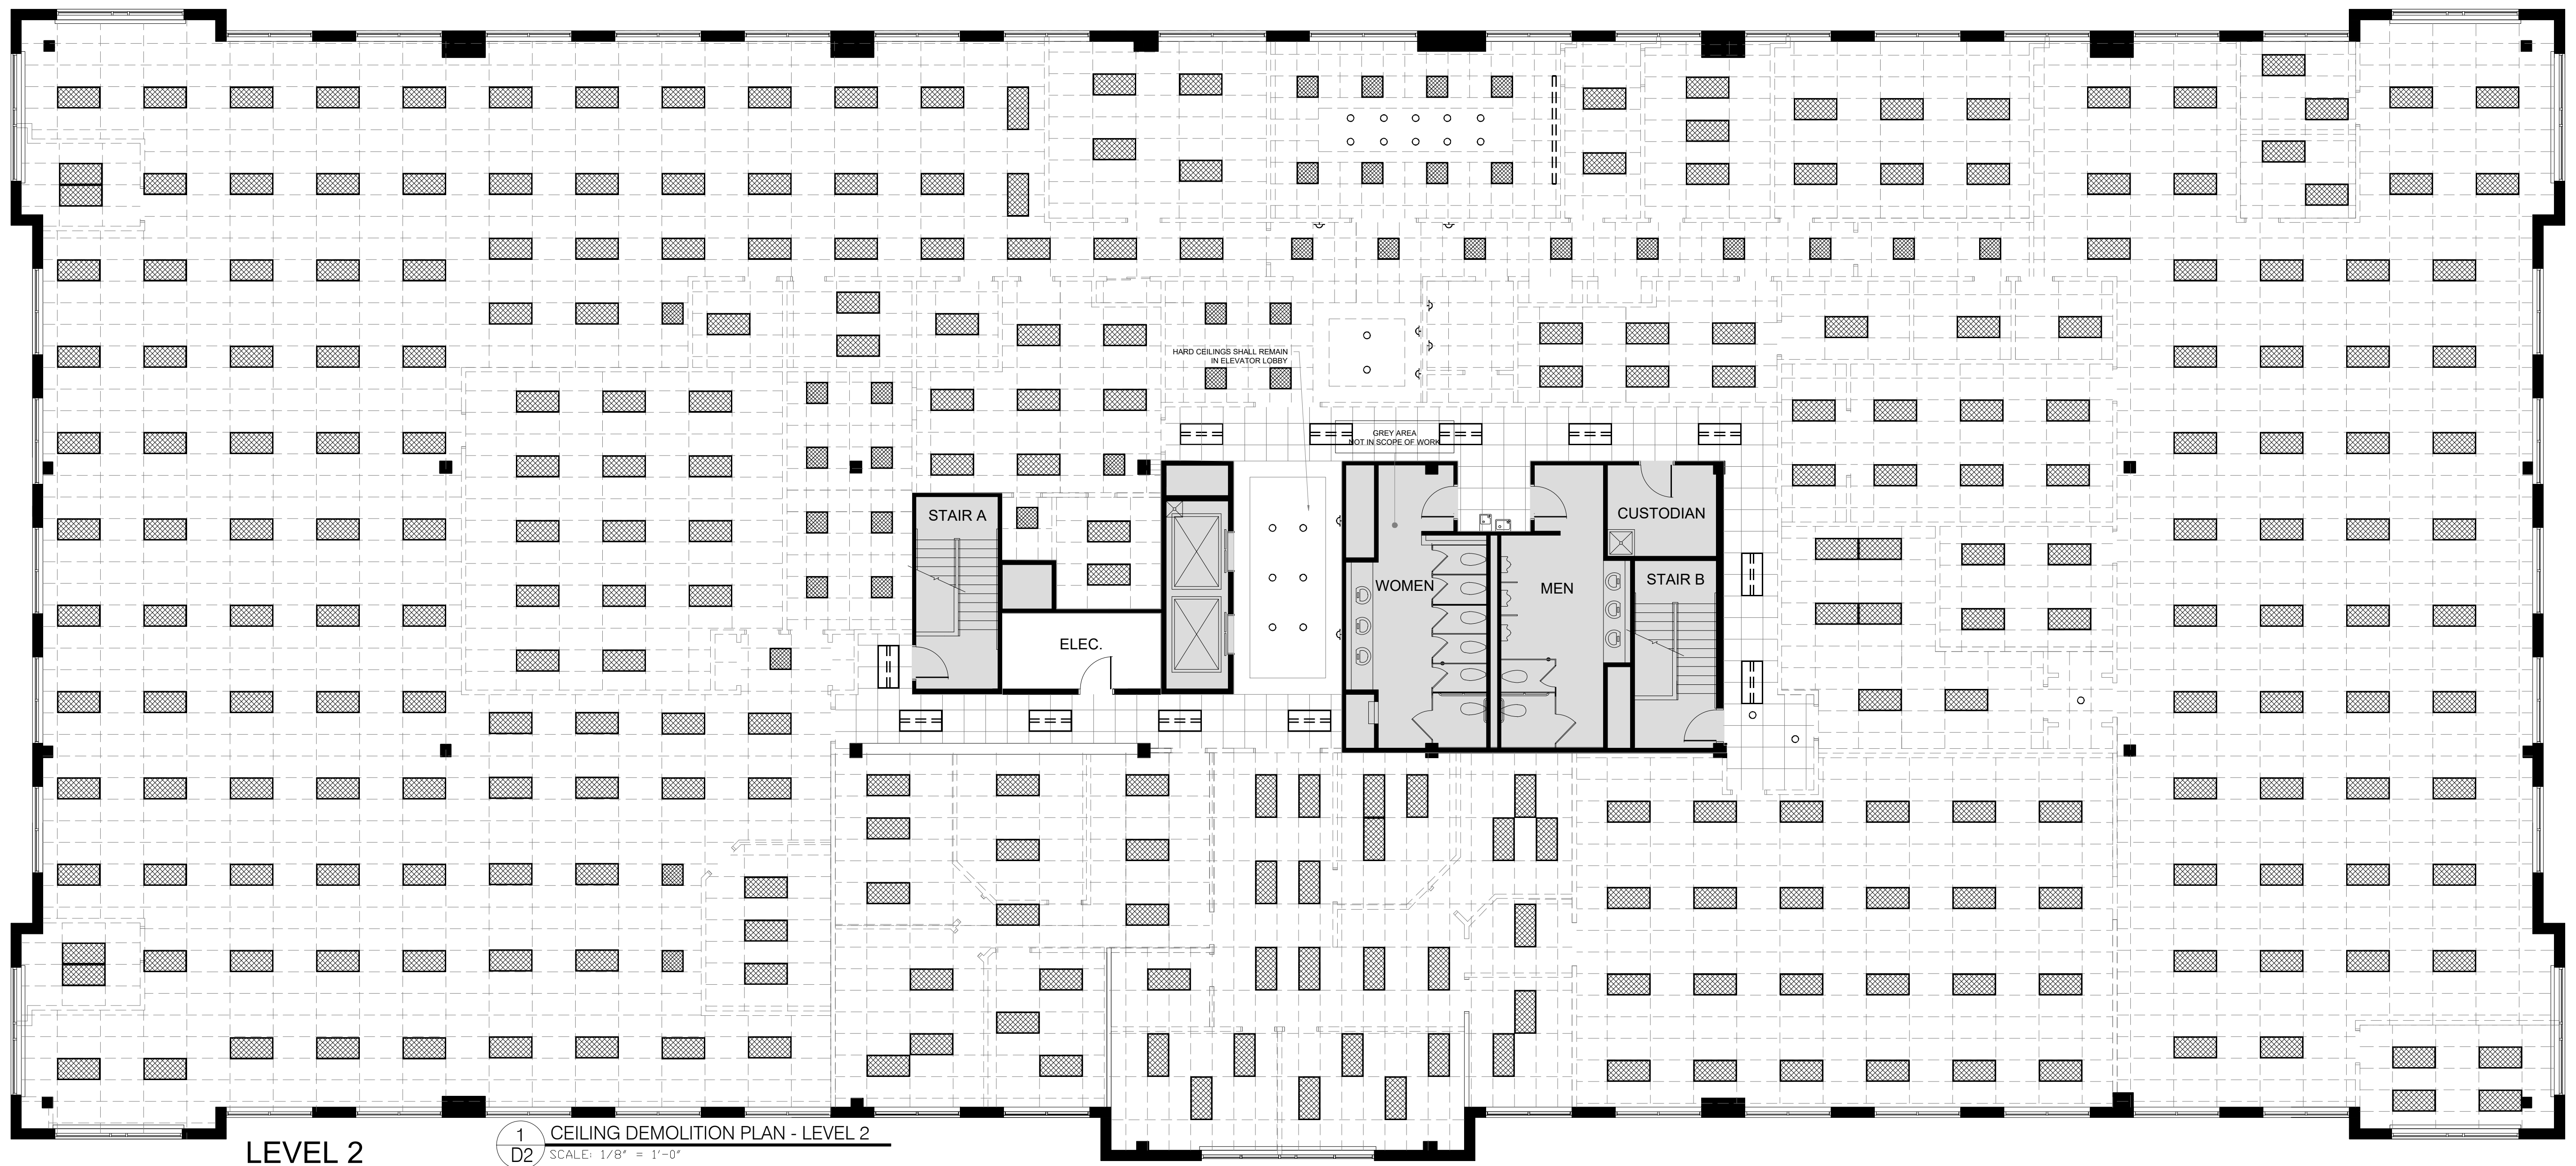 HARD CEILINGS SHALL REMAIN
IN ELEVATOR LOBBY
GREY AREA
NOT IN SCOPE OF WORK
STAIR A
CUSTODIAN
WOMEN
MEN
STAIR B
ELEC.
LEVEL 2
1
D2
CEILING DEMOLITION PLAN - LEVEL 2
SCALE: 1/8" = 1'-0"